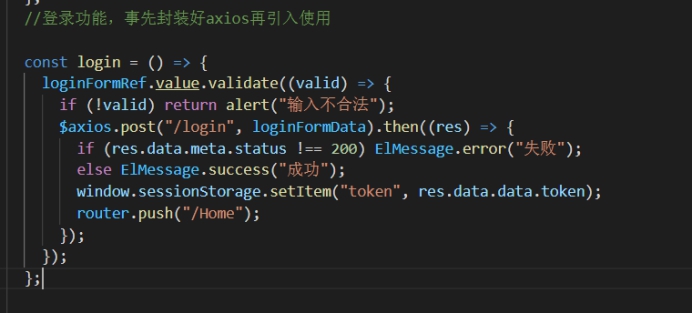 };
//登录功能，事先封装好axios再引入使用
const login = () => {
loginFormRef.value.validate((valid) => {
if (!valid) return alert("输入不合法");
$axios.post("/login", loginFormData).then((res) => {
if (res.data.meta.status !== 200) ElMessage.error("失败");
else ElMessage.success("成功");
window.sessionStorage.setItem("token", res.data.data.token);
router.push("/Home");
});
});
};